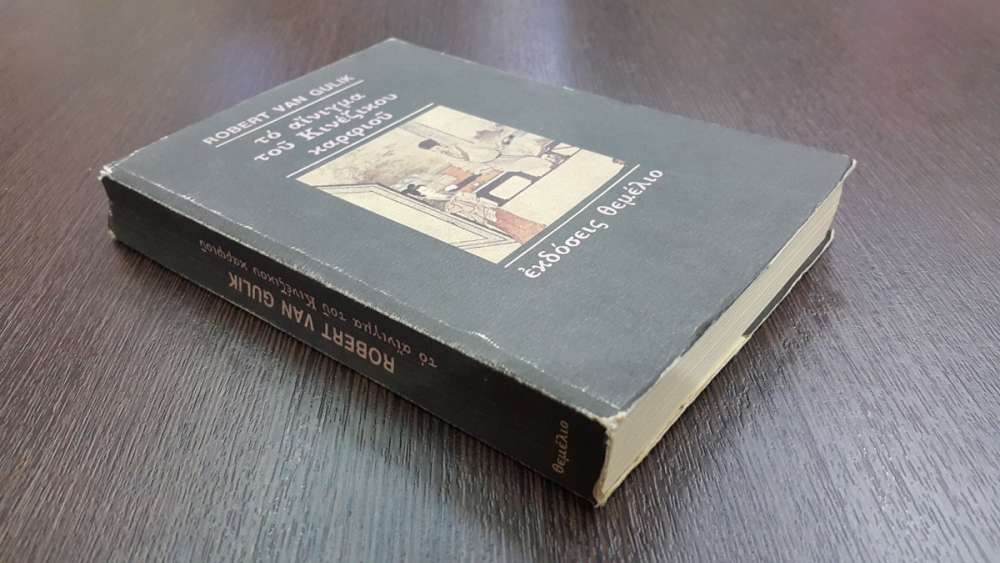 ROBERT VAN GULIK
τό αἴνιγμα
τοῦ Κινέζικου
καρφιοῦ
ἐκδόσεις θεμέλιο
ROBERT VAN GULIK
τό αἴνιγμα τοῦ Κινέζικου καρφιοῦ
θεμέλιο